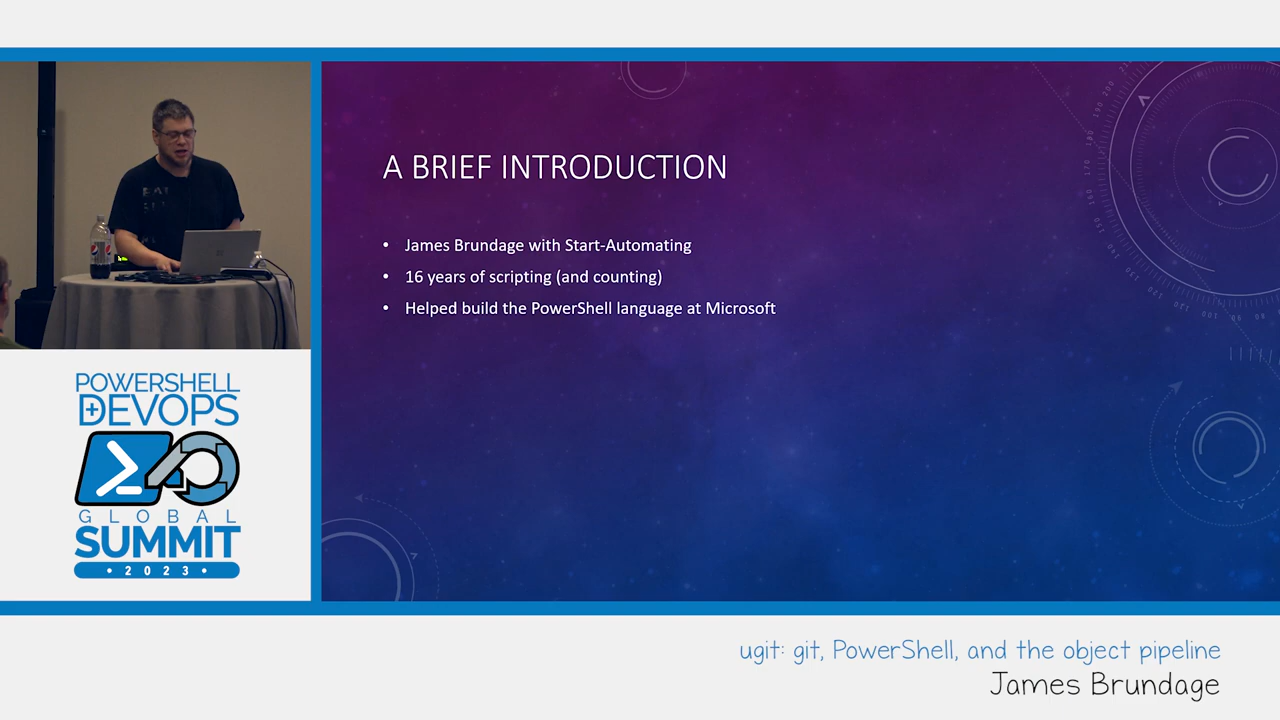 A BRIEF INTRODUCTION
• James Brundage with Start-Automating
• 16 years of scripting (and counting)
• Helped build the PowerShell language at Microsoft
POWERSHELL
+DEVOPS
GLOBAL
SUMMIT
• 2023 •
ugit: git, PowerShell, and the object pipeline
James Brundage